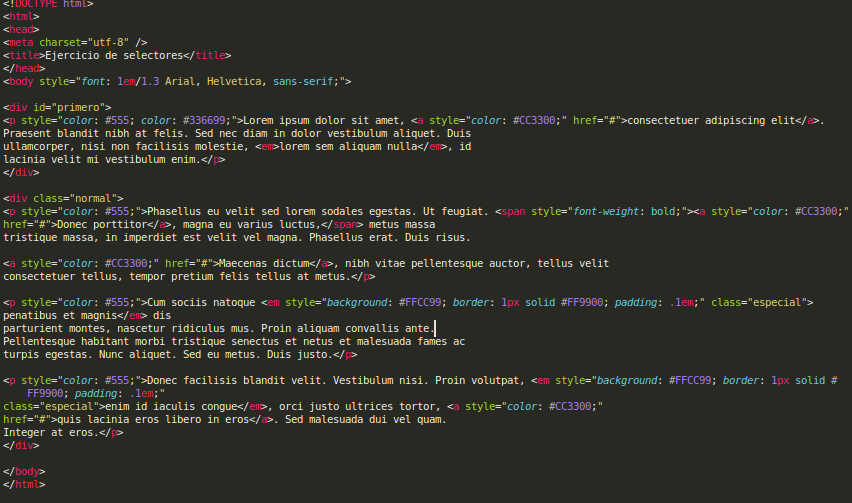 <!DOCTYPE html>
<html>
<head>
<meta charset="utf-8" />
<title>Ejercicio de selectores</title>
</head>
<body style="font: 1em/1.3 Arial, Helvetica, sans-serif;">
<div id="primero">
<p style="color: #555; color: #336699;">Lorem ipsum dolor sit amet, <a style="color: #CC3300;" href="#">consectetuer adipiscing elit</a>.
Praesent blandit nibh at felis. Sed nec diam in dolor vestibulum aliquet. Duis
ullamcorper, nisi non facilisis molestie, <em>lorem sem aliquam nulla</em>, id
lacinia velit mi vestibulum enim.</p>
</div>
<div class="normal">
<p style="color: #555;">Phasellus eu velit sed lorem sodales egestas. Ut feugiat. <span style="font-weight: bold;"><a style="color: #CC3300;"
href="#">Donec porttitor</a>, magna eu varius luctus,</span> metus massa
tristique massa, in imperdiet est velit vel magna. Phasellus erat. Duis risus.
<a style="color: #CC3300;" href="#">Maecenas dictum</a>, nibh vitae pellentesque auctor, tellus velit
consectetuer tellus, tempor pretium felis tellus at metus.</p>
<p style="color: #555;">Cum sociis natoque <em style="background: #FFCC99; border: 1px solid #FF9900; padding: .1em;" class="especial">
penatibus et magnis</em> dis
parturient montes, nascetur ridiculus mus. Proin aliquam convallis ante.
Pellentesque habitant morbi tristique senectus et netus et malesuada fames ac
turpis egestas. Nunc aliquet. Sed eu metus. Duis justo.</p>
<p style="color: #555;">Donec facilisis blandit velit. Vestibulum nisi. Proin volutpat, <em style="background: #FFCC99; border: 1px solid #
FF9900; padding: .1em;"
class="especial">enim id iaculis congue</em>, orci justo ultrices tortor, <a style="color: #CC3300;"
href="#">quis lacinia eros libero in eros</a>. Sed malesuada dui vel quam.
Integer at eros.</p>
</div>
</body>
</html>